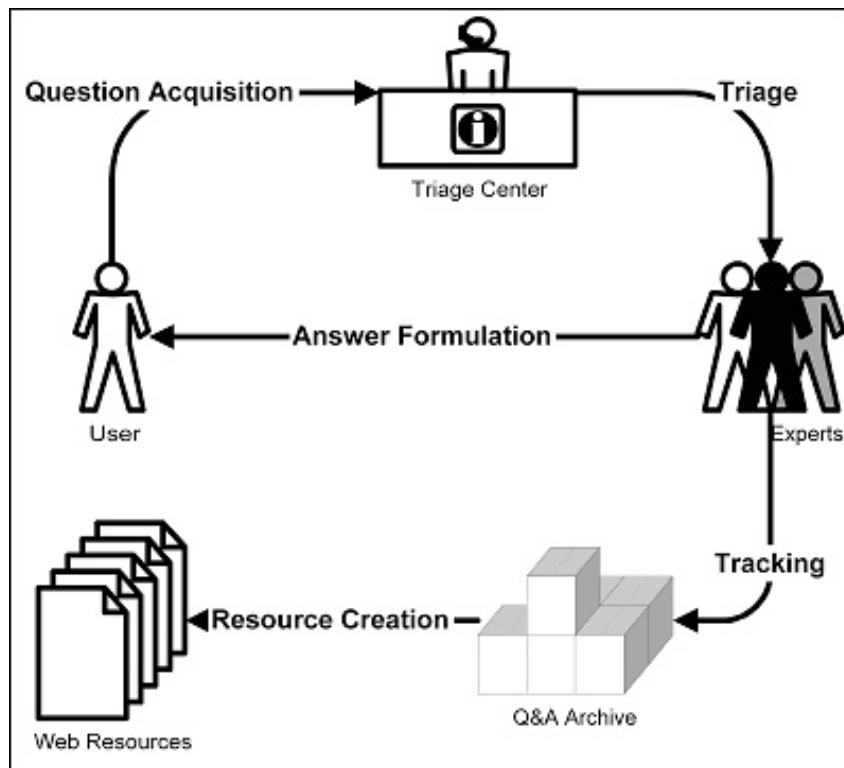 Question Acquisition
Triage
i
Triage Center
Answer Formulation
User
Experts
Tracking
Resource Creation
Q&A Archive
Web Resources